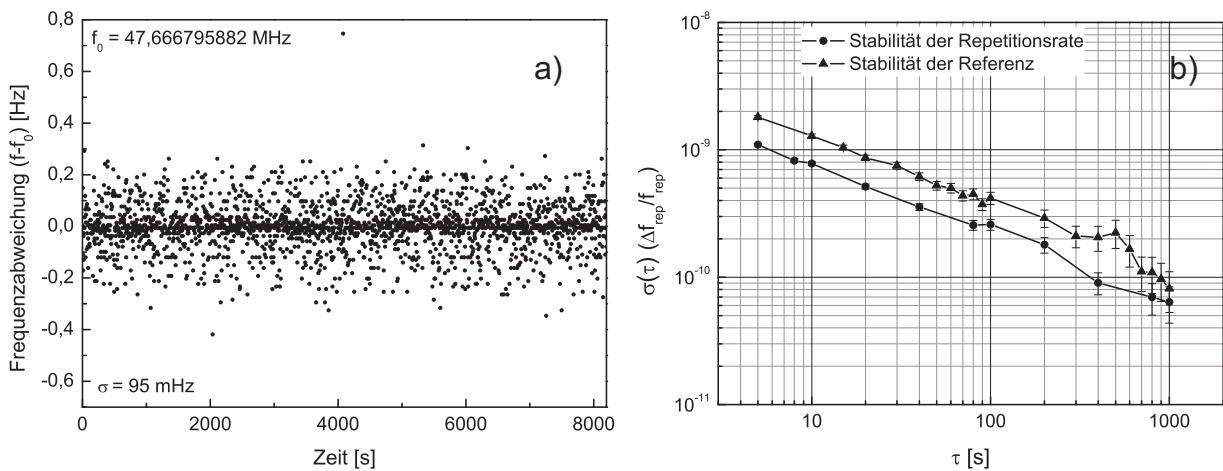 f0 = 47,666795882 MHz
a)
0,8
0,6
0,4
0,2
0,0
-0,2
-0,4
-0,6
Frequenzabweichung (f-f0) [Hz]
σ = 95 mHz
0
2000
4000
6000
8000
Zeit [s]
Stabilität der Repetitionsrate
Stabilität der Referenz
b)
10^-8
10^-9
10^-10
10^-11
σ(τ) (Δfrep/frep)
10
100
1000
τ [s]